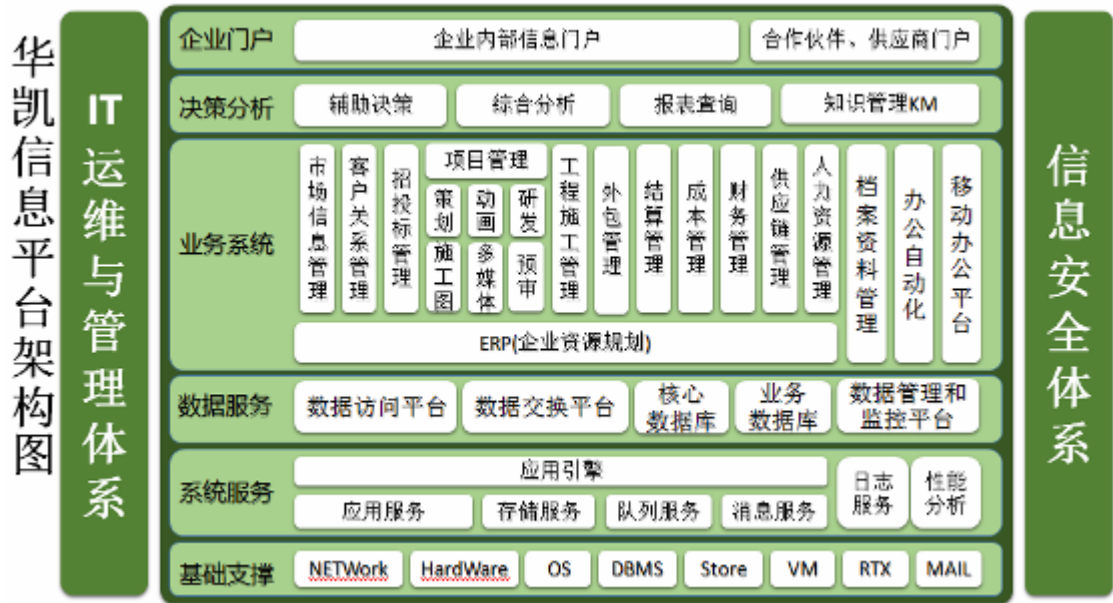 华凯信息平台架构图
IT运维与管理体系
企业门户
企业内部信息门户
合作伙件、供应商门户
决策分析
辅助决策
综合分析
报表查询
知识管理KM
业务系统
市场信息管理
客户关系管理
招投标管理
项目管理
策划
动画
研发
施工图
多媒体
预审
工程施工管理
外包管理
结算管理
成本管理
财务管理
供应链管理
人力资源管理
档案资料管理
办公自动化
移动办公平台
ERP(企业资源规划)
数据服务
数据访问平台
数据交换平台
核心
数据库
业务
数据库
数据管理和
监控平台
系统服务
应用引擎
应用服务
存储服务
队列服务
消息服务
日志
服务
性能
分析
基础支撑
NETWork
HardWare
OS
DBMS
Store
VM
RTX
MAIL
信息安全体系